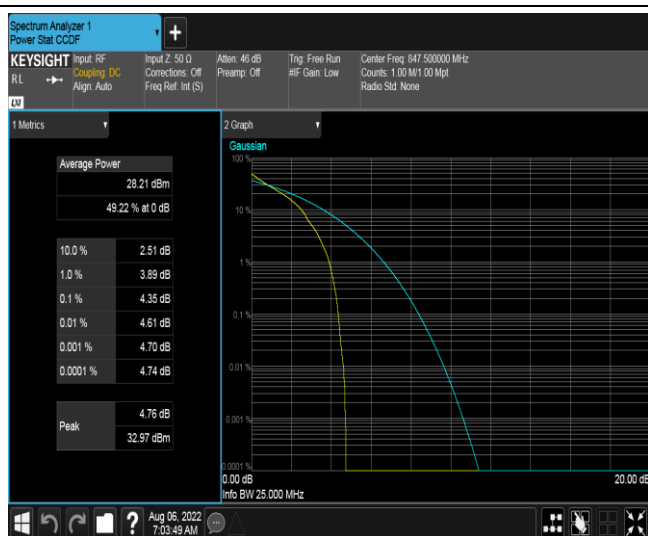 Spectrum Analyzer 1
Power Stat CCDF
KEYSIGHT
RL
LXI
Input: RF
Coupling: DC
Align: Auto
Input Z: 50 Ω
Corrections: Off
Freq Ref: Int (S)
Atten: 46 dB
Preamp: Off
Trig: Free Run
#IF Gain: Low
Center Freq: 847.500000 MHz
Counts: 1.00 M/1.00 Mpt
Radio Std: None
1 Metrics
Average Power
28.21 dBm
49.22 % at 0 dB
10.0 % 2.51 dB
1.0 % 3.89 dB
0.1 % 4.35 dB
0.01 % 4.61 dB
0.001 % 4.70 dB
0.0001 % 4.74 dB
Peak
4.76 dB
32.97 dBm
2 Graph
Gaussian
100 %
10 %
1 %
0.1 %
0.01 %
0.001 %
0.0001 %
0.00 dB 20.00 dB
Info BW 25.000 MHz
Aug 06, 2022
7:03:49 AM